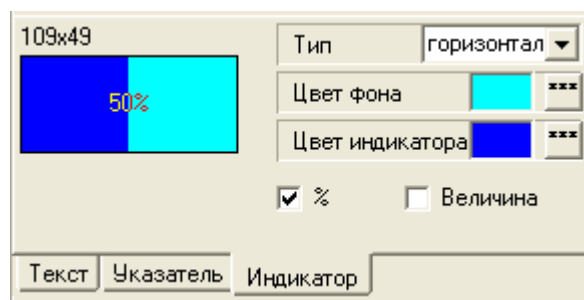 109x49
50%
Тип
горизонтал
Цвет фона
***
Цвет индикатора
***
%
Величина
Текст
Указатель
Индикатор